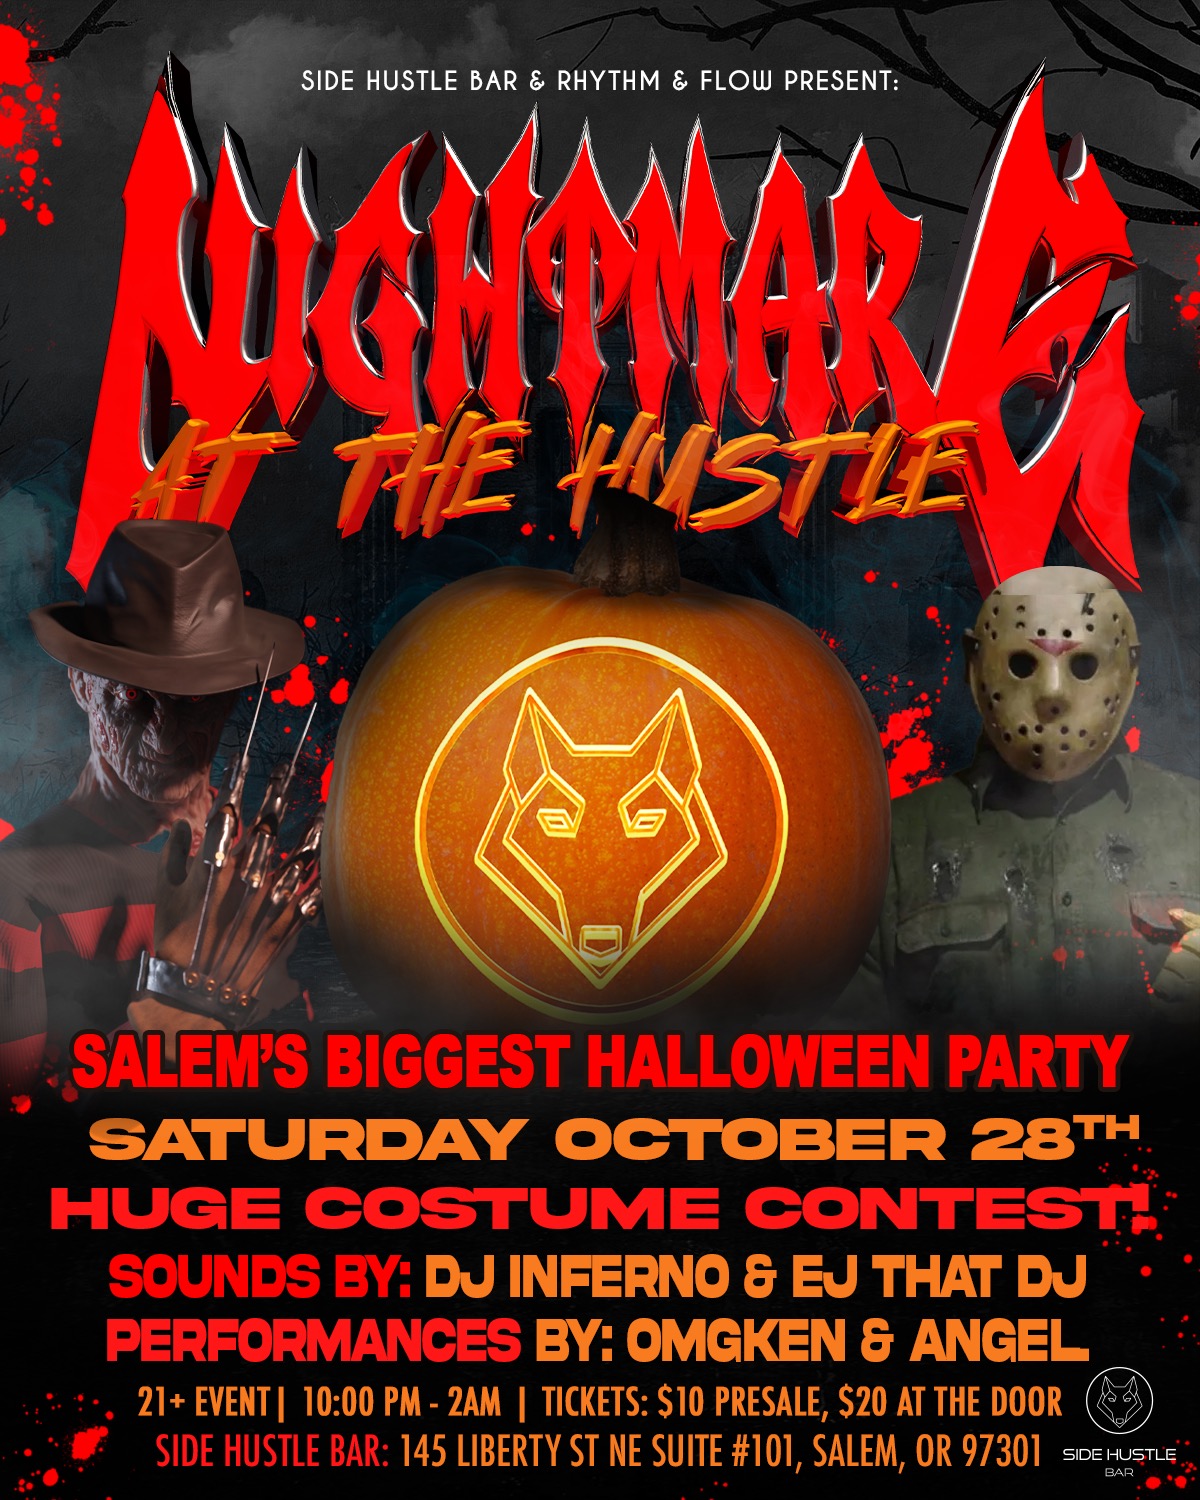 SIDE HUSTLE BAR & RHYTHM & FLOW PRESENT:
NIGHTMARE
AT THE HUSTLE
SALEM'S BIGGEST HALLOWEEN PARTY
SATURDAY OCTOBER 28TH
HUGE COSTUME CONTEST!
SOUNDS BY: DJ INFERNO & EJ THAT DJ
PERFORMANCES BY: OMGKEN & ANGEL
21+ EVENT | 10:00 PM - 2AM | TICKETS: $10 PRESALE, $20 AT THE DOOR
SIDE HUSTLE BAR: 145 LIBERTY ST NE SUITE #101, SALEM, OR 97301
SIDE HUSTLE
BAR